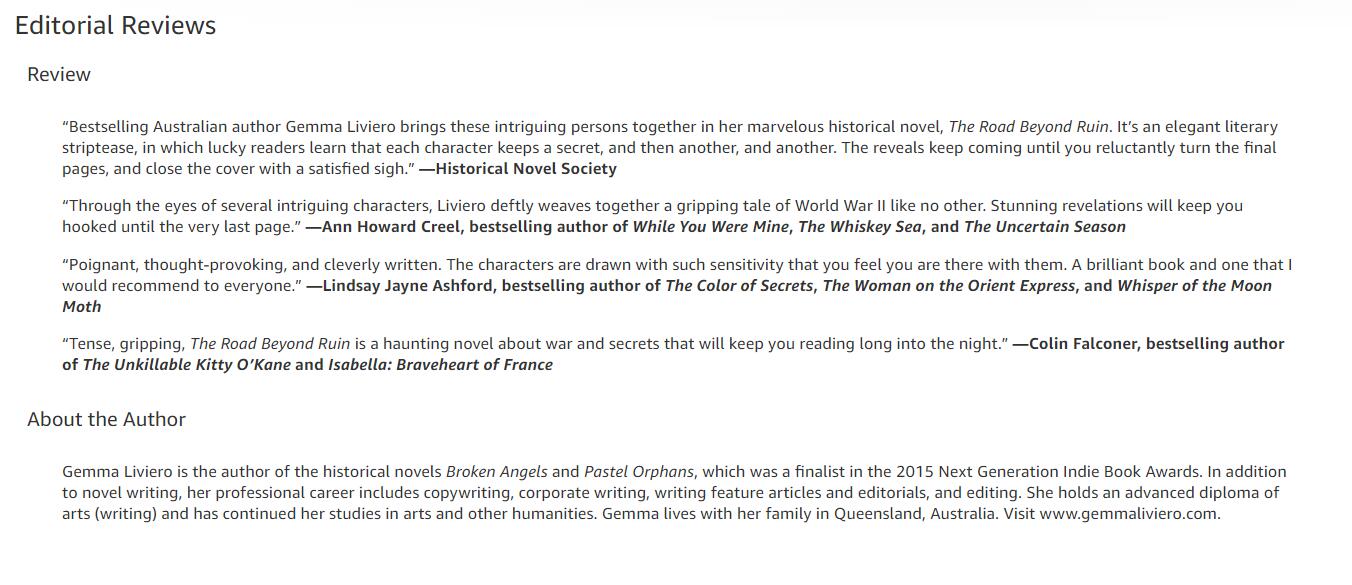 Editorial Reviews
Review
“Bestselling Australian author Gemma Liviero brings these intriguing persons together in her marvelous historical novel, The Road Beyond Ruin. It’s an elegant literary
striptease, in which lucky readers learn that each character keeps a secret, and then another, and another. The reveals keep coming until you reluctantly turn the final
pages, and close the cover with a satisfied sigh.” —Historical Novel Society
“Through the eyes of several intriguing characters, Liviero deftly weaves together a gripping tale of World War II like no other. Stunning revelations will keep you
hooked until the very last page.” —Ann Howard Creel, bestselling author of While You Were Mine, The Whiskey Sea, and The Uncertain Season
“Poignant, thought-provoking, and cleverly written. The characters are drawn with such sensitivity that you feel you are there with them. A brilliant book and one that I
would recommend to everyone.” —Lindsay Jayne Ashford, bestselling author of The Color of Secrets, The Woman on the Orient Express, and Whisper of the Moon
Moth
“Tense, gripping, The Road Beyond Ruin is a haunting novel about war and secrets that will keep you reading long into the night.” —Colin Falconer, bestselling author
of The Unkillable Kitty O’Kane and Isabella: Braveheart of France
About the Author
Gemma Liviero is the author of the historical novels Broken Angels and Pastel Orphans, which was a finalist in the 2015 Next Generation Indie Book Awards. In addition
to novel writing, her professional career includes copywriting, corporate writing, writing feature articles and editorials, and editing. She holds an advanced diploma of
arts (writing) and has continued her studies in arts and other humanities. Gemma lives with her family in Queensland, Australia. Visit www.gemmaliviero.com.